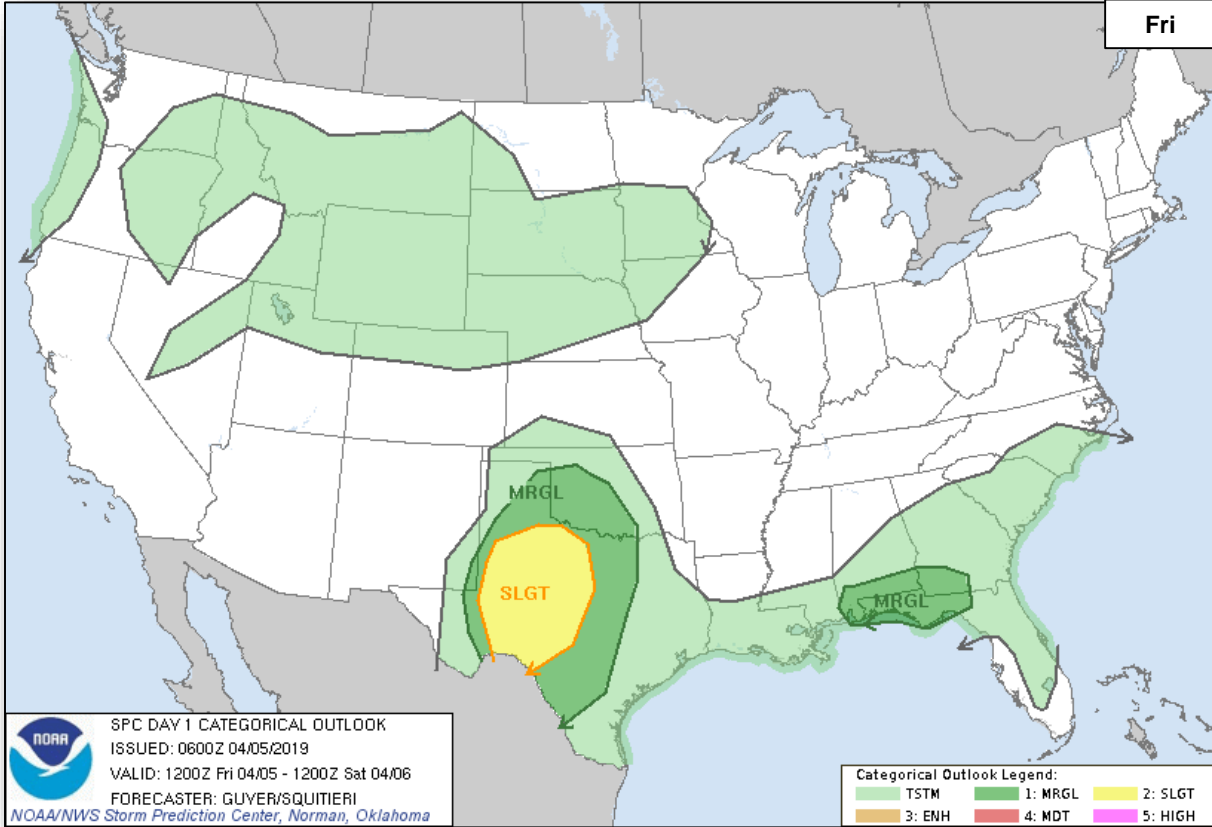 Fri
MRGL
SLGT
MRGL
NOAA
SPC DAY 1 CATEGORICAL OUTLOOK
ISSUED: 0600Z 04/05/2019
VALID: 1200Z Fri 04/05 - 1200Z Sat 04/06
FORECASTER: GUYER/SQUITIERI
NOAA/NWS Storm Prediction Center, Norman, Oklahoma
Categorical Outlook Legend:
TSTM 1: MRGL 2: SLGT
3: ENH 4: MDT 5: HIGH